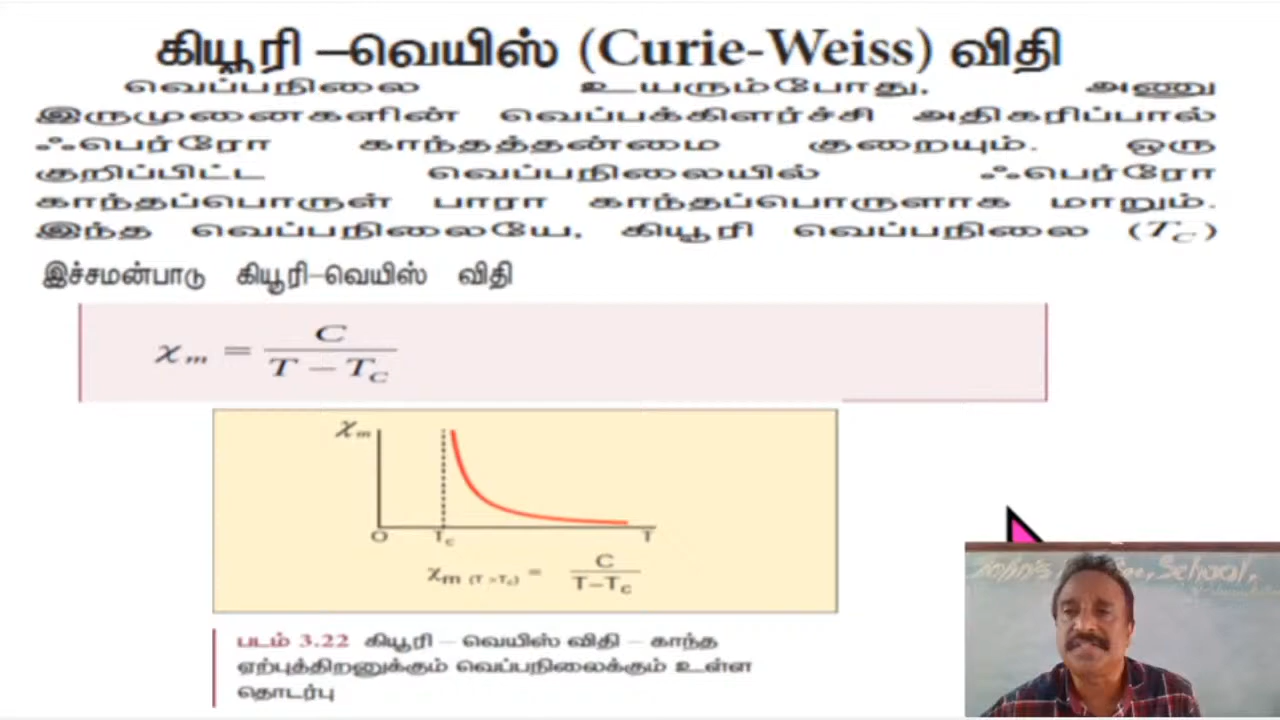 கியூரி –வெயிஸ் (Curie-Weiss) விதி
வெப்பநிலை உயரும்போது, அணு
இருமுனைகளின் வெப்பக்கிளர்ச்சி அதிகரிப்பால்
ஃபெர்ரோ காந்தத்தன்மை குறையும். ஒரு
குறிப்பிட்ட வெப்பநிலையில் ஃபெர்ரோ
காந்தப்பொருள் பாரா காந்தப்பொருளாக மாறும்.
இந்த வெப்பநிலையே, கியூரி வெப்பநிலை (T_C)
இச்சமன்பாடு கியூரி–வெயிஸ் விதி
χ_m = C / (T − T_C)
χ_m
O T_c T
χ_m (T >T_c) = C / (T−T_c)
படம் 3.22 கியூரி – வெயிஸ் விதி – காந்த
ஏற்புத்திறனுக்கும் வெப்பநிலைக்கும் உள்ள
தொடர்பு
School,